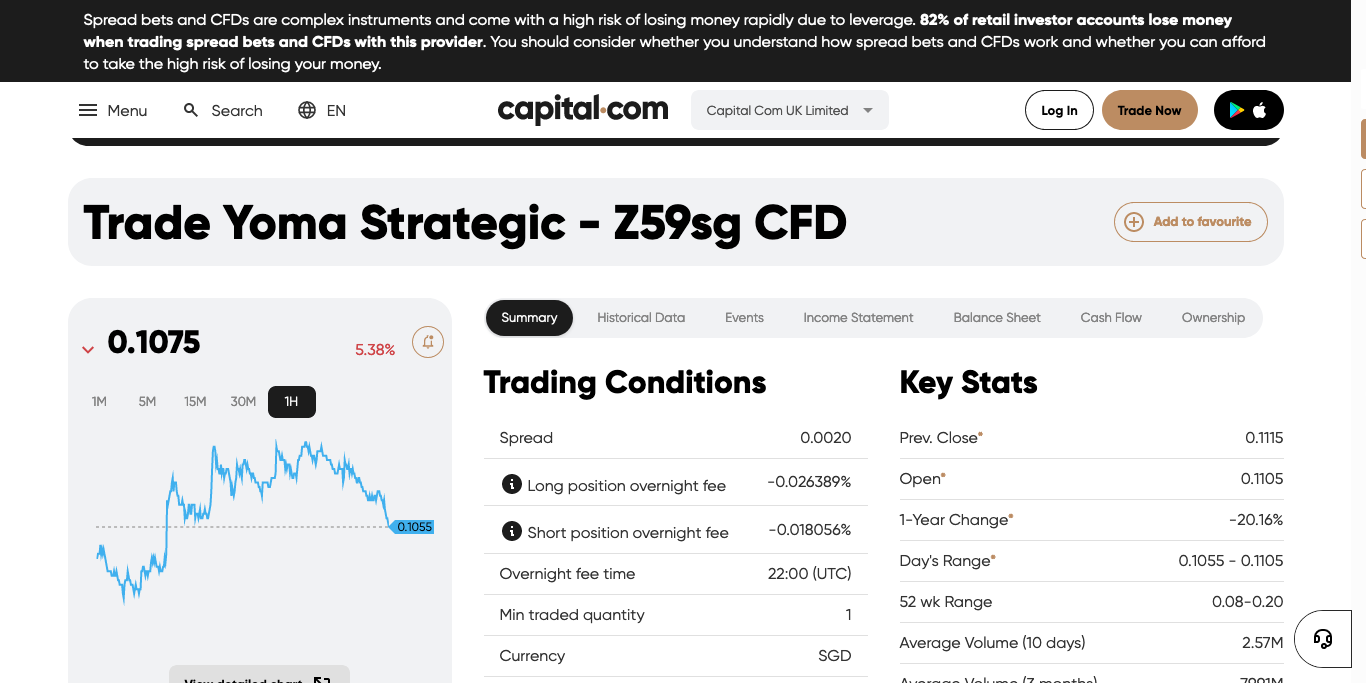 Spread bets and CFDs are complex instruments and come with a high risk of losing money rapidly due to leverage. 82% of retail investor accounts lose money
when trading spread bets and CFDs with this provider. You should consider whether you understand how spread bets and CFDs work and whether you can afford
to take the high risk of losing your money.
Menu Search EN capital.com Capital Com UK Limited Log In Trade Now
Trade Yoma Strategic - Z59sg CFD
Add to favourite
0.1075 5.38%
1M 5M 15M 30M 1H
0.1055
View detailed chart
Summary Historical Data Events Income Statement Balance Sheet Cash Flow Ownership
Trading Conditions
Spread 0.0020
Long position overnight fee -0.026389%
Short position overnight fee -0.018056%
Overnight fee time 22:00 (UTC)
Min traded quantity 1
Currency SGD
Key Stats
Prev. Close* 0.1115
Open* 0.1105
1-Year Change* -20.16%
Day's Range* 0.1055 - 0.1105
52 wk Range 0.08-0.20
Average Volume (10 days) 2.57M
Average Volume (3 months)